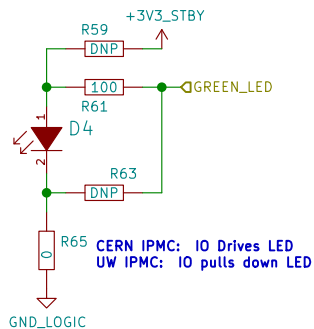 +3V3_STBY
R59
DNP
100
GREEN_LED
R61
1
D4
2
R63
DNP
R65
0
CERN IPMC:  IO Drives LED
UW IPMC:  IO pulls down LED
GND_LOGIC